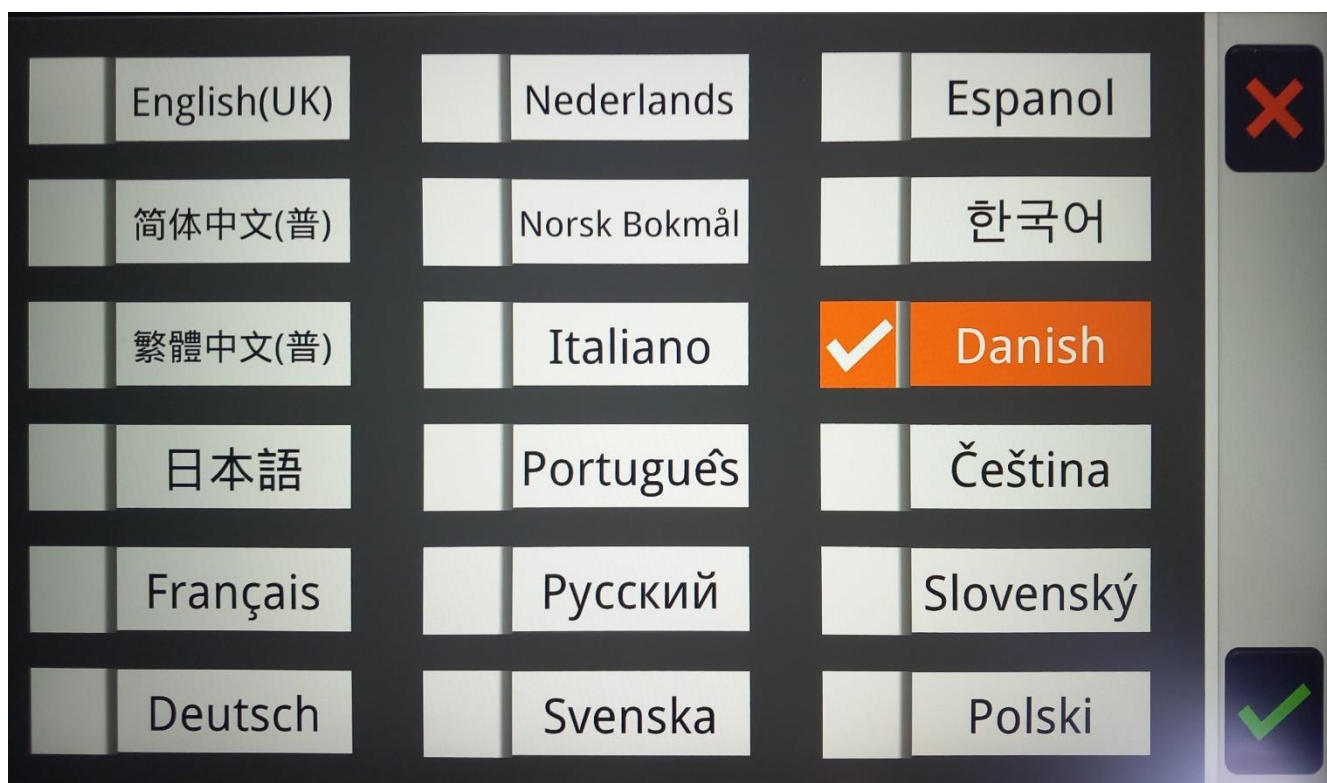 English(UK)
Nederlands
Espanol
简体中文(普)
Norsk Bokmål
한국어
繁體中文(普)
Italiano
Danish
日本語
Português
Čeština
Français
Русский
Slovenský
Deutsch
Svenska
Polski